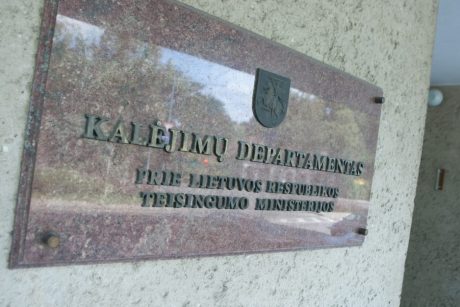 KALĖJIMŲ DEPARTAMENTAS
PRIE LIETUVOS RESPUBLIKOS
TEISINGUMO MINISTERIJOS